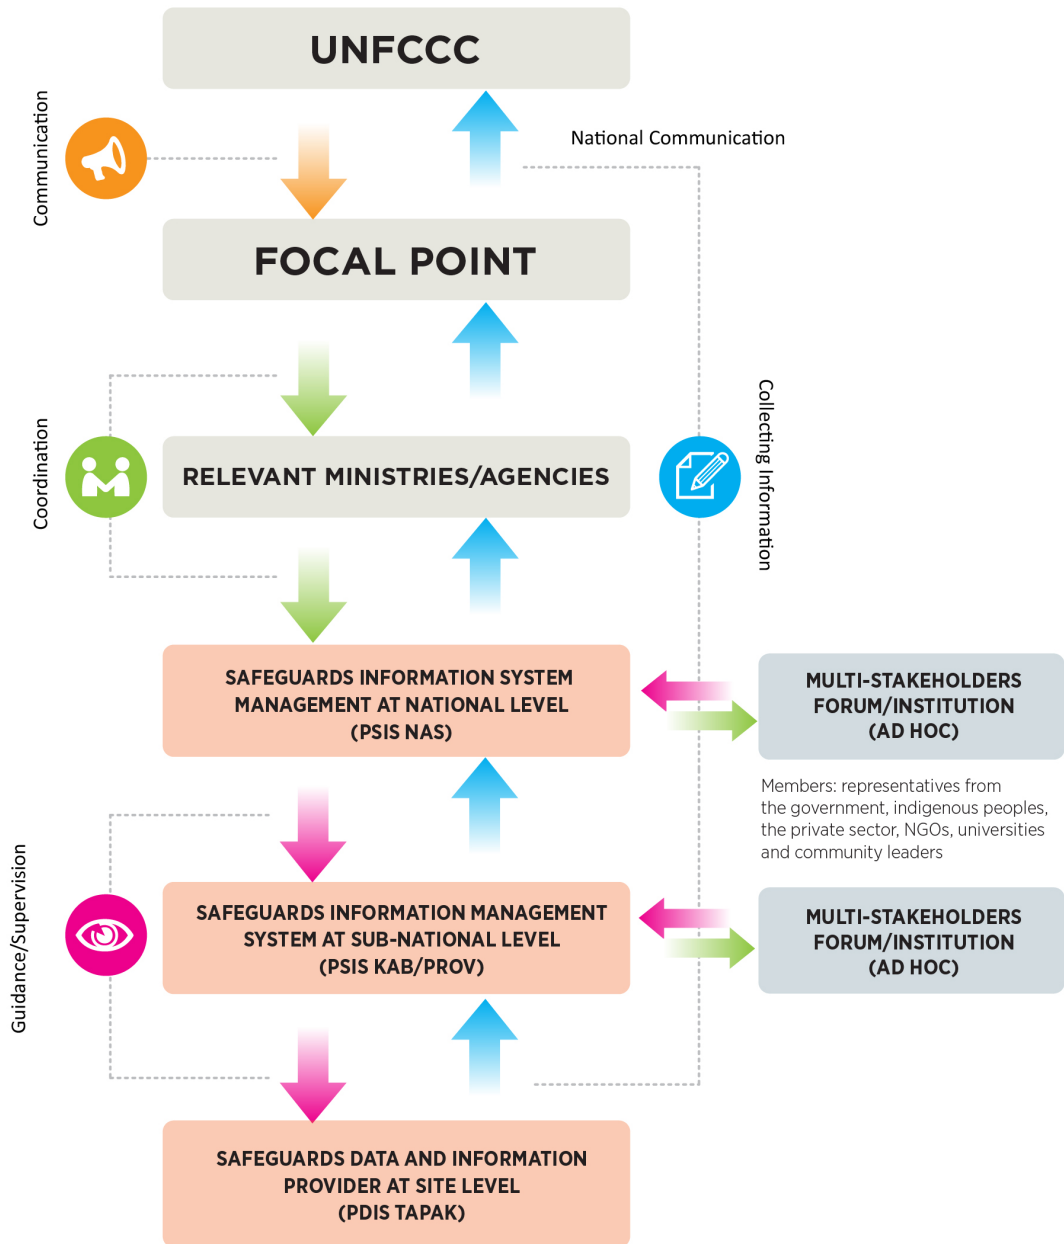 UNFCCC
Communication
National Communication
FOCAL POINT
Coordination
RELEVANT MINISTRIES/AGENCIES
Collecting Information
SAFEGUARDS INFORMATION SYSTEM
MANAGEMENT AT NATIONAL LEVEL
(PSIS NAS)
MULTI-STAKEHOLDERS
FORUM/INSTITUTION
(AD HOC)
Members: representatives from
the government, indigenous peoples,
the private sector, NGOs, universities
and community leaders
Guidance/Supervision
SAFEGUARDS INFORMATION MANAGEMENT
SYSTEM AT SUB-NATIONAL LEVEL
(PSIS KAB/PROV)
MULTI-STAKEHOLDERS
FORUM/INSTITUTION
(AD HOC)
SAFEGUARDS DATA AND INFORMATION
PROVIDER AT SITE LEVEL
(PDIS TAPAK)